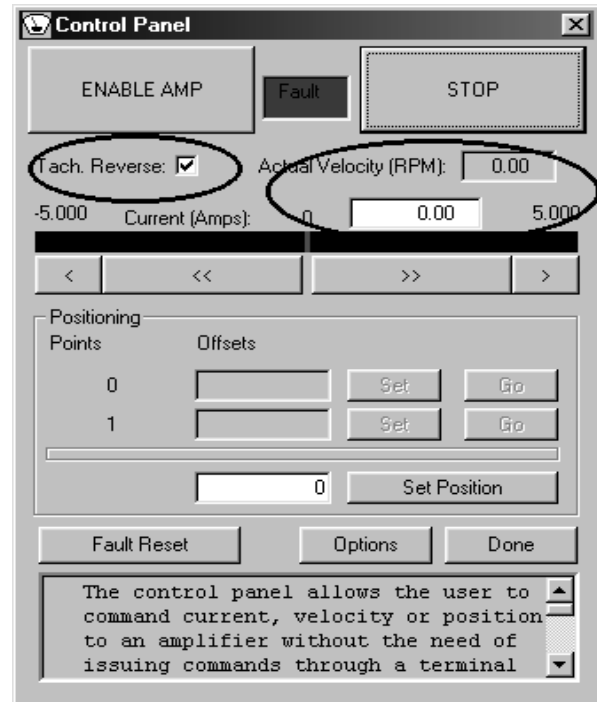 Control Panel
ENABLE AMP Fault STOP
Tach. Reverse: Actual Velocity (RPM): 0.00
-5.000 Current (Amps): 0 0.00 5.000
< << >> >
Positioning
Points Offsets
0 Set Go
1 Set Go
0 Set Position
Fault Reset Options Done
The control panel allows the user to
command current, velocity or position
to an amplifier without the need of
issuing commands through a terminal